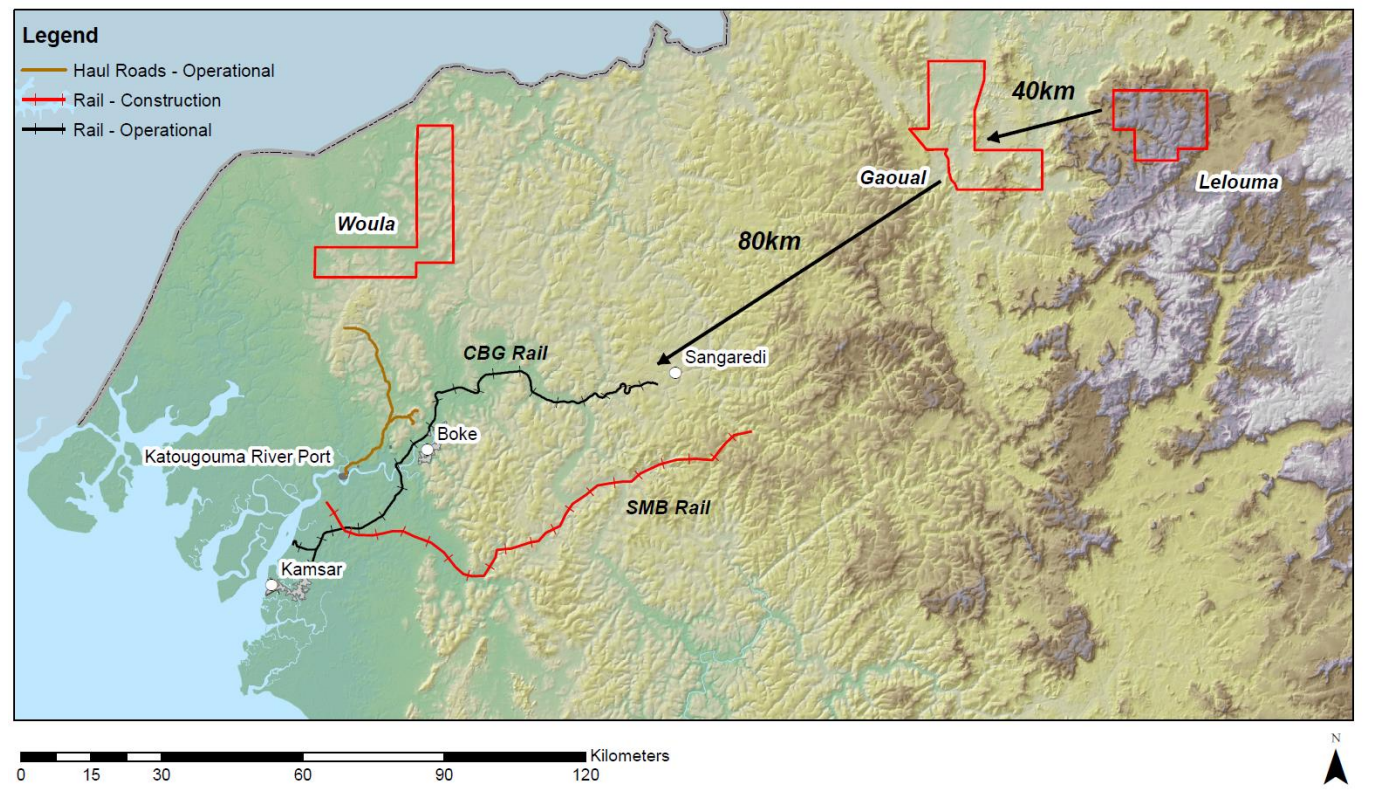 Legend
Haul Roads - Operational
Rail - Construction
Rail - Operational
40km
Gaoual
Lelouma
Woula
80km
CBG Rail
Sangaredi
Boke
Katougouma River Port
SMB Rail
Kamsar
Kilometers
0 15 30 60 90 120
N